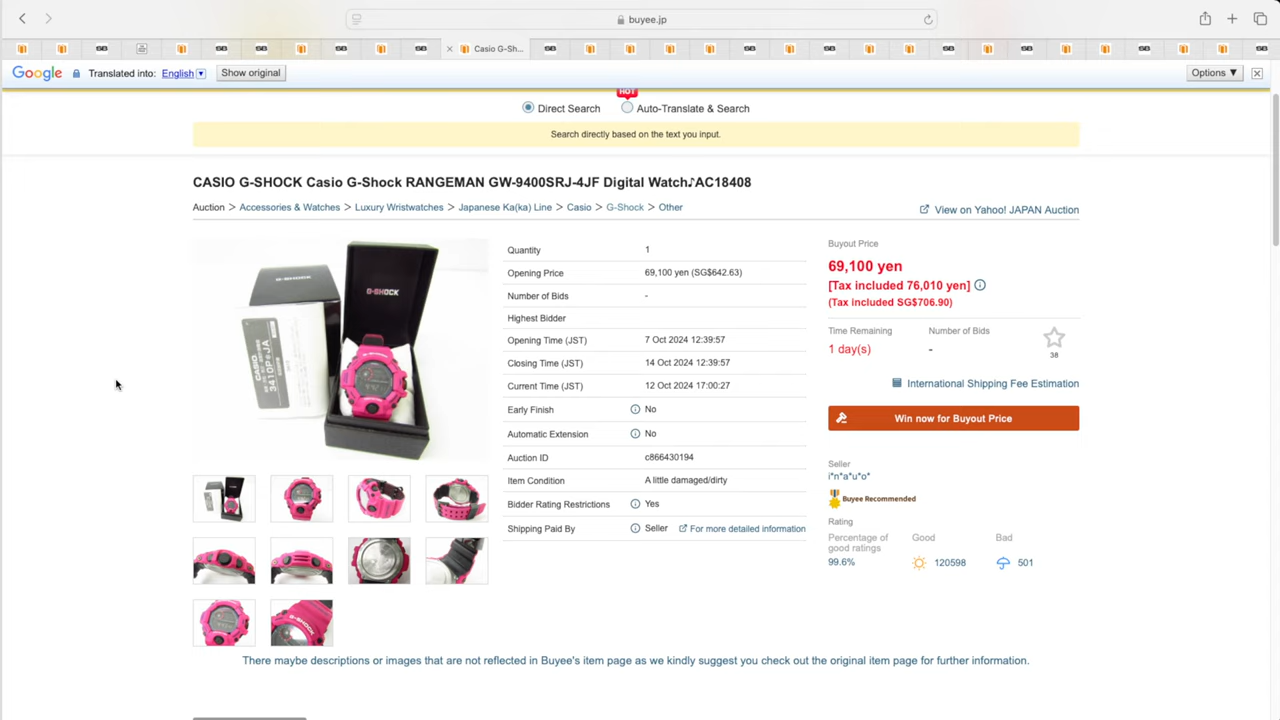 buyee.jp
Casio G-Sh...
Google Translated into: English Show original Options ▼
HOT
Direct Search Auto-Translate & Search
Search directly based on the text you input.
CASIO G-SHOCK Casio G-Shock RANGEMAN GW-9400SRJ-4JF Digital Watch♪AC18408
Auction > Accessories & Watches > Luxury Wristwatches > Japanese Ka(ka) Line > Casio > G-Shock > Other
View on Yahoo! JAPAN Auction
G-SHOCK
G-SHOCK
CASIO
3410P★JA
Quantity 1
Opening Price 69,100 yen (SG$642.63)
Number of Bids -
Highest Bidder
Opening Time (JST) 7 Oct 2024 12:39:57
Closing Time (JST) 14 Oct 2024 12:39:57
Current Time (JST) 12 Oct 2024 17:00:27
Early Finish No
Automatic Extension No
Auction ID c866430194
Item Condition A little damaged/dirty
Bidder Rating Restrictions Yes
Shipping Paid By Seller For more detailed information
Buyout Price
69,100 yen
[Tax included 76,010 yen]
(Tax included SG$706.90)
Time Remaining Number of Bids
1 day(s) -
38
International Shipping Fee Estimation
Win now for Buyout Price
Seller
i*n*a*u*o*
Buyee Recommended
Rating
Percentage of good ratings Good Bad
99.6% 120598 501
G-SHOCK
There maybe descriptions or images that are not reflected in Buyee's item page as we kindly suggest you check out the original item page for further information.